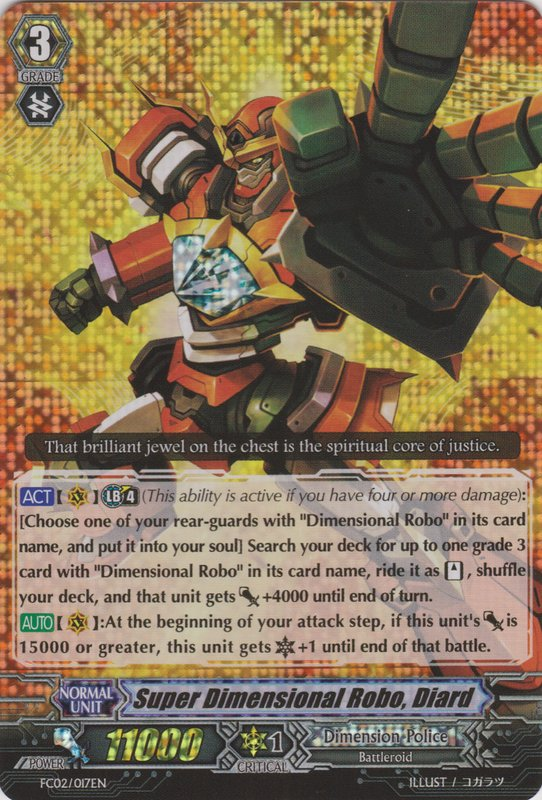 3
GRADE
That brilliant jewel on the chest is the spiritual core of justice.
ACT【 】LB 4 (This ability is active if you have four or more damage):
[Choose one of your rear-guards with "Dimensional Robo" in its card
name, and put it into your soul] Search your deck for up to one grade 3
card with "Dimensional Robo" in its card name, ride it as , shuffle
your deck, and that unit gets +4000 until end of turn.
AUTO【 】:At the beginning of your attack step, if this unit's is
15000 or greater, this unit gets +1 until end of that battle.
NORMAL
UNIT
Super Dimensional Robo, Diard
POWER
11000
1
CRITICAL
Dimension Police
Battleroid
FC02/017EN
ILLUST / コガラツ